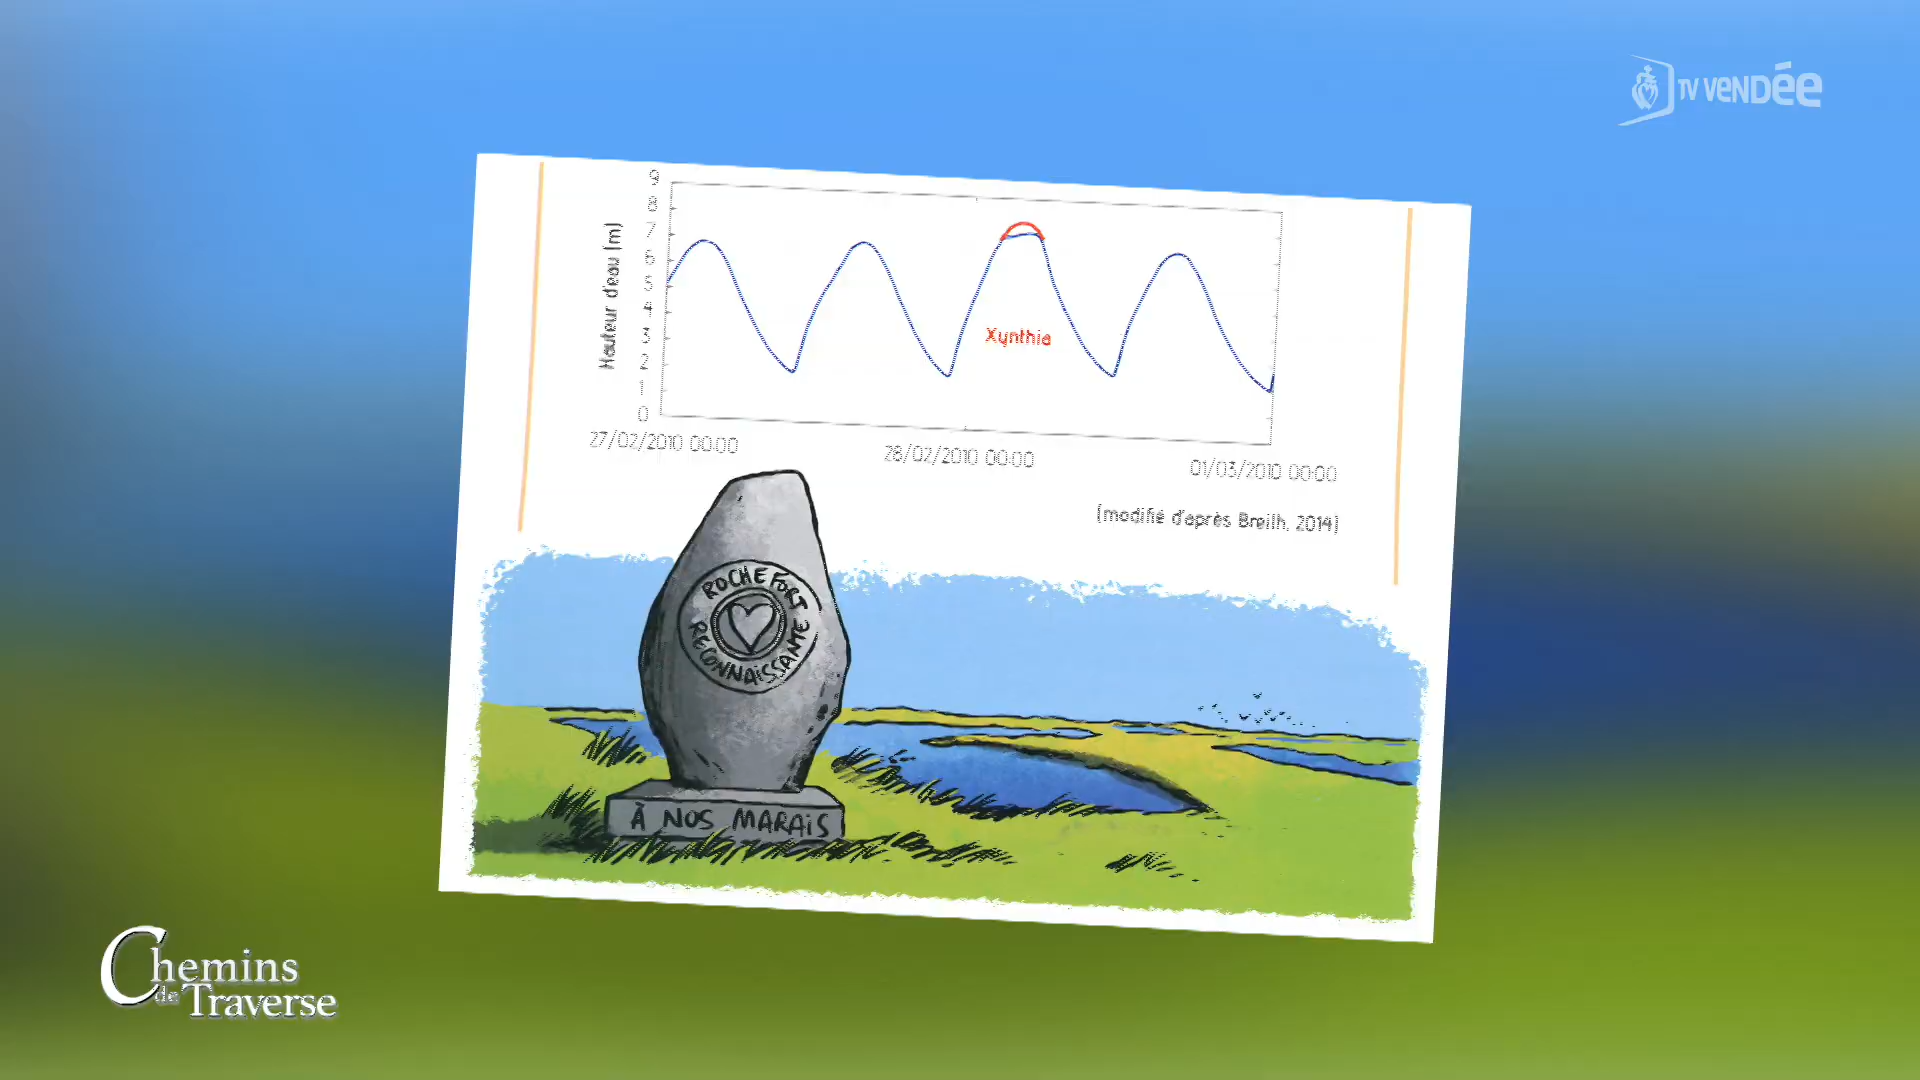 TV VENDÉE
9
8
7
6
5
4
3
2
1
0
Hauteur d'eau (m)
Xynthia
27/02/2010 00:00
28/02/2010 00:00
01/03/2010 00:00
(modifié d'après Breilh, 2014)
ROCHEFORT
RECONNAISSANTE
À NOS MARAIS
Chemins
de Traverse